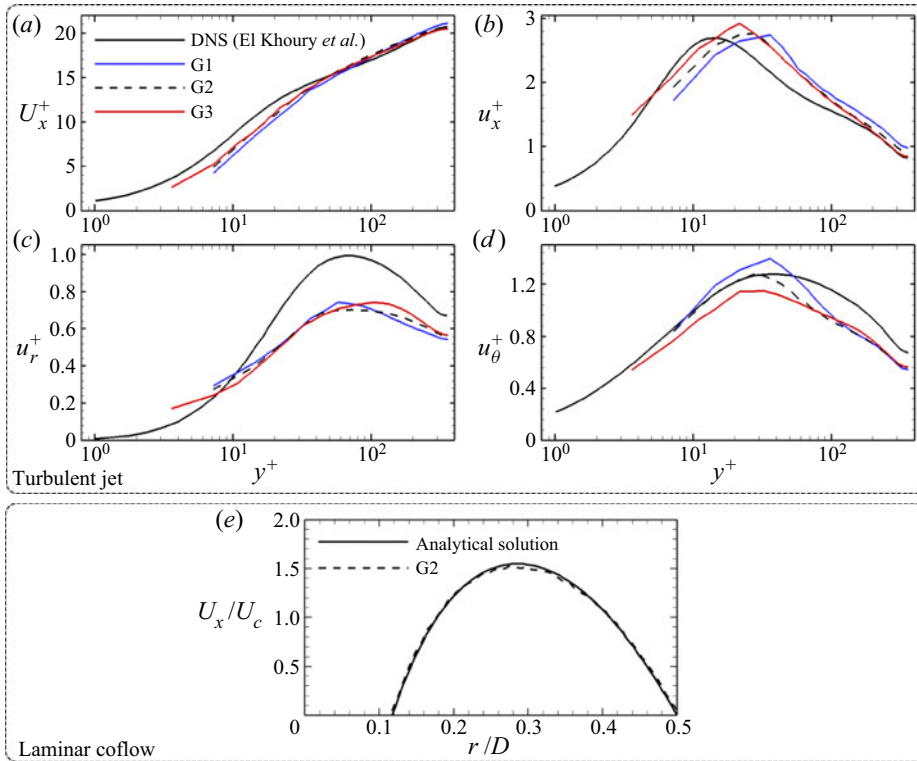 (a)
20
15
10
5
0
U_x^+
10^0
10^1
10^2
DNS (El Khoury et al.)
G1
G2
G3
(b)
3
2
1
0
u_x^+
10^0
10^1
10^2
(c)
1.0
0.8
0.6
0.4
0.2
0
u_r^+
10^0
10^1
10^2
y^+
(d)
1.2
0.8
0.4
0
u_θ^+
10^0
10^1
10^2
y^+
Turbulent jet
(e)
2.0
1.5
1.0
0.5
U_x/U_c
Analytical solution
G2
0
0.1
0.2
0.3
0.4
0.5
r/D
Laminar coflow